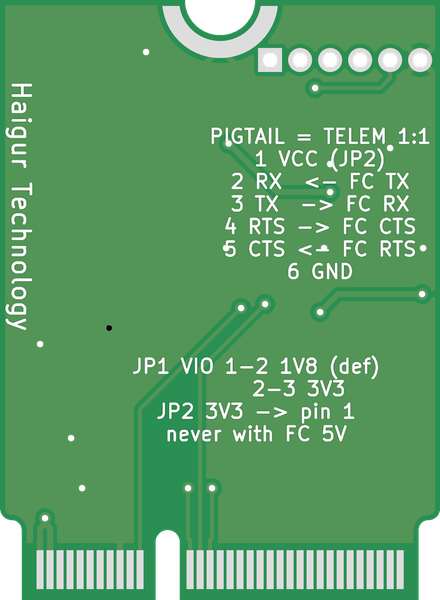 Haigur Technology
PIGTAIL = TELEM 1:1
1 VCC (JP2)
2 RX <- FC TX
3 TX -> FC RX
4 RTS -> FC CTS
5 CTS <- FC RTS
6 GND
JP1 VIO 1-2 1V8 (def)
2-3 3V3
JP2 3V3 -> pin 1
never with FC 5V